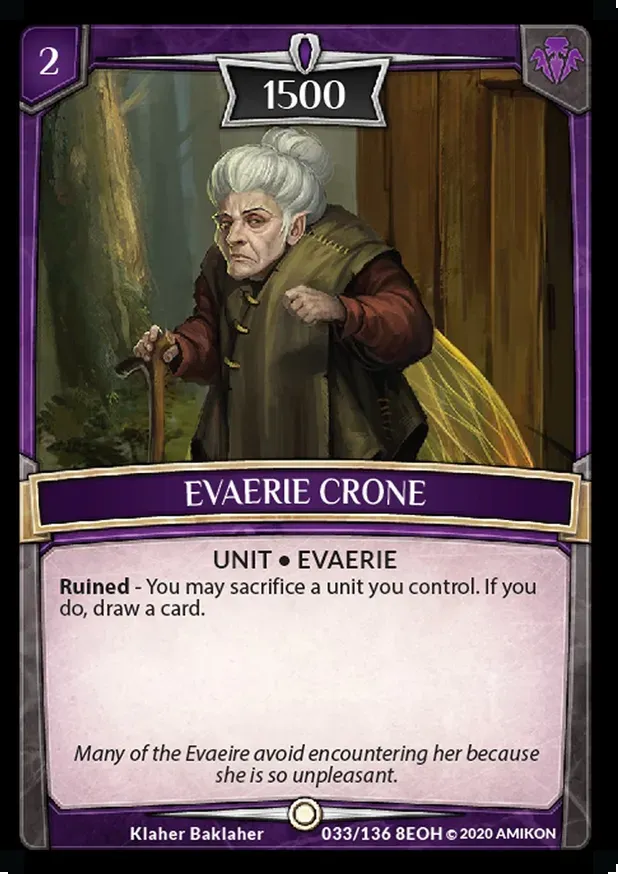 2
1500
EVAERIE CRONE
UNIT • EVAERIE
Ruined - You may sacrifice a unit you control. If you
do, draw a card.
Many of the Evaeire avoid encountering her because
she is so unpleasant.
Klaher Baklaher 033/136 8EOH © 2020 AMIKON